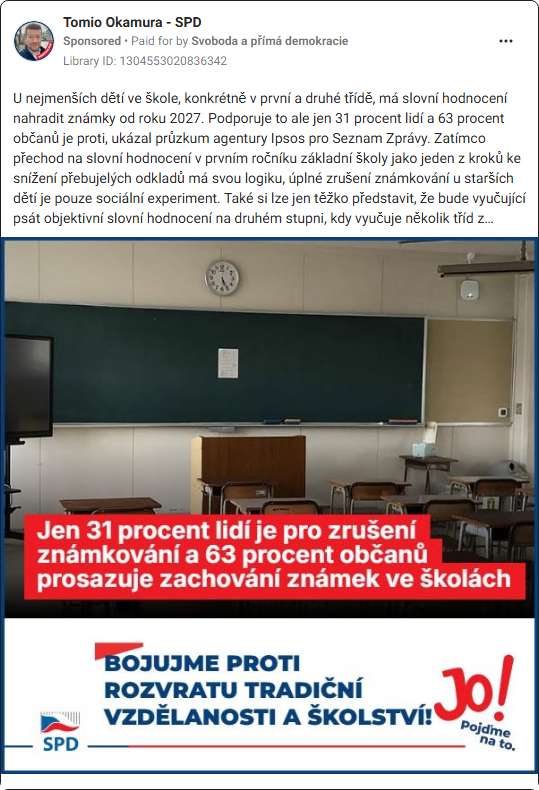 Tomio Okamura - SPD
Sponsored • Paid for by Svoboda a přímá demokracie
Library ID: 1304553020836342
U nejmenších dětí ve škole, konkrétně v první a druhé třídě, má slovní hodnocení
nahradit známky od roku 2027. Podporuje to ale jen 31 procent lidí a 63 procent
občanů je proti, ukázal průzkum agentury Ipsos pro Seznam Zprávy. Zatímco
přechod na slovní hodnocení v prvním ročníku základní školy jako jeden z kroků ke
snížení přebujelých odkladů má svou logiku, úplné zrušení známkování u starších
dětí je pouze sociální experiment. Také si lze jen těžko představit, že bude vyučující
psát objektivní slovní hodnocení na druhém stupni, kdy vyučuje několik tříd z…
Jen 31 procent lidí je pro zrušení
známkování a 63 procent občanů
prosazuje zachování známek ve školách
BOJUJME PROTI
ROZVRATU TRADIČNÍ
VZDĚLANOSTI A ŠKOLSTVÍ!
SPD
Jo!
Pojďme
na to.